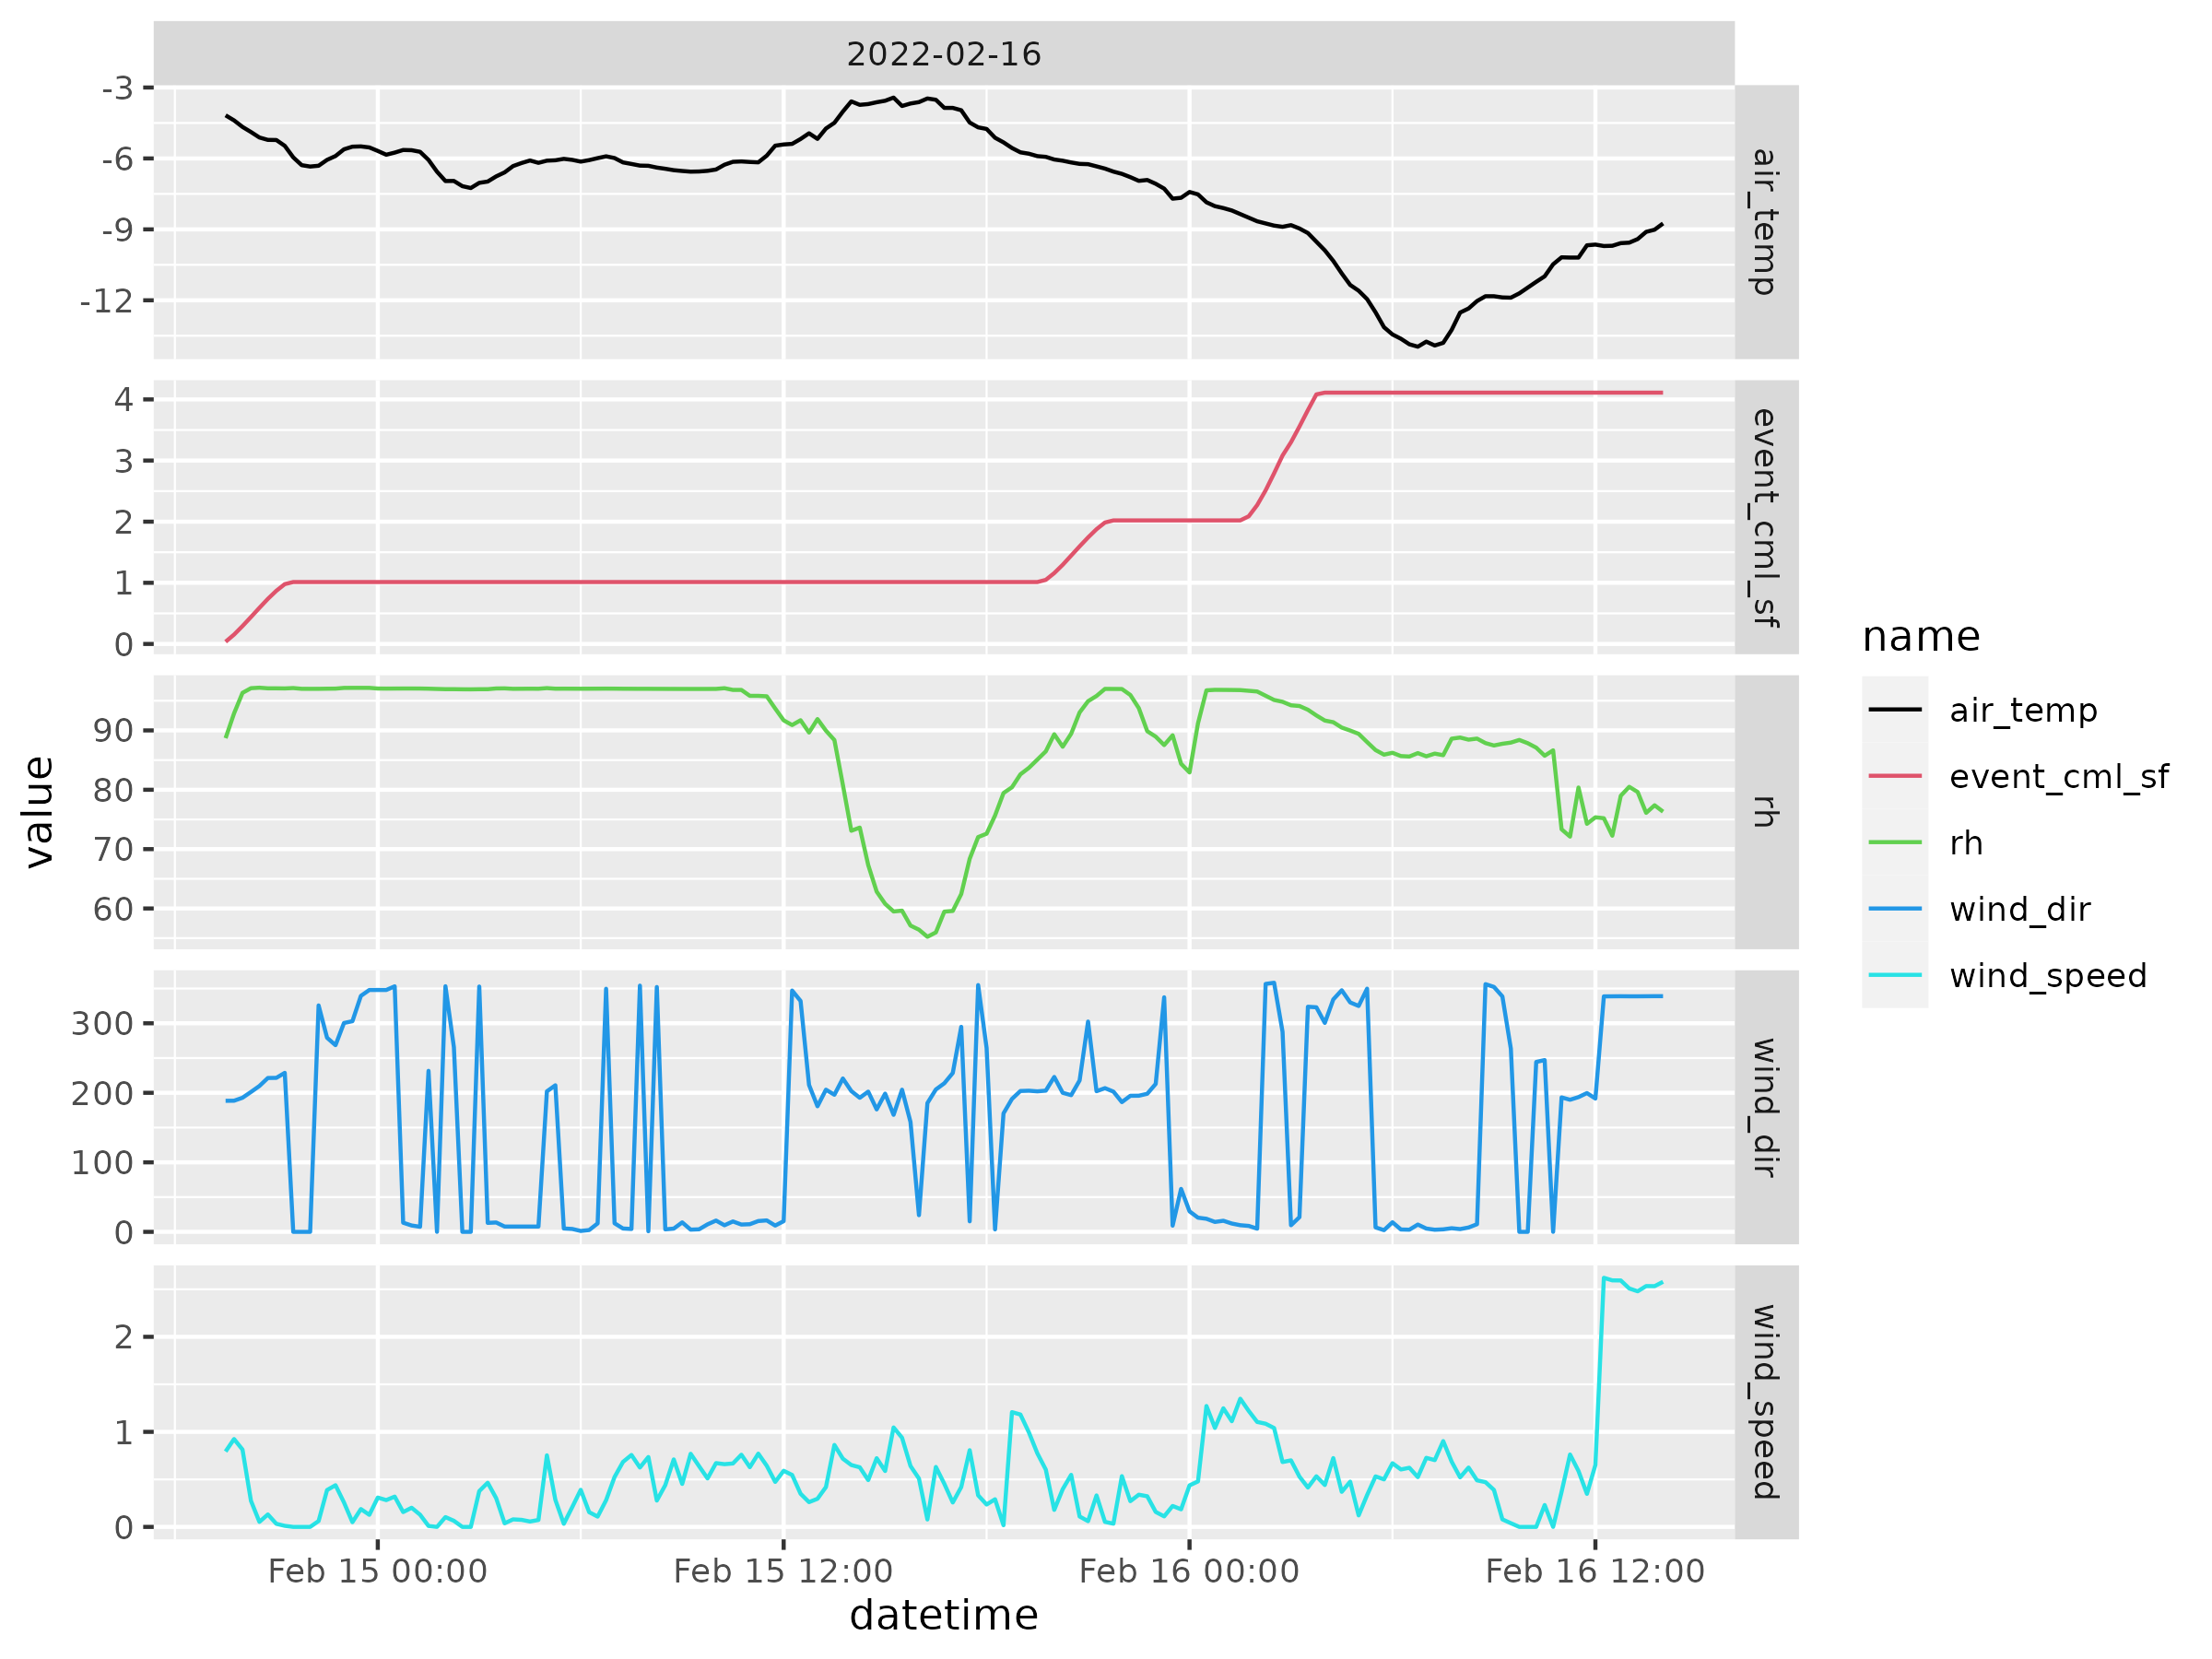 2022-02-16
-3
-6
-9
-12
air_temp
4
3
2
1
0
event_cml_sf
90
80
70
60
rh
300
200
100
0
wind_dir
2
1
0
wind_speed
Feb 15 00:00
Feb 15 12:00
Feb 16 00:00
Feb 16 12:00
datetime
value
name
air_temp
event_cml_sf
rh
wind_dir
wind_speed